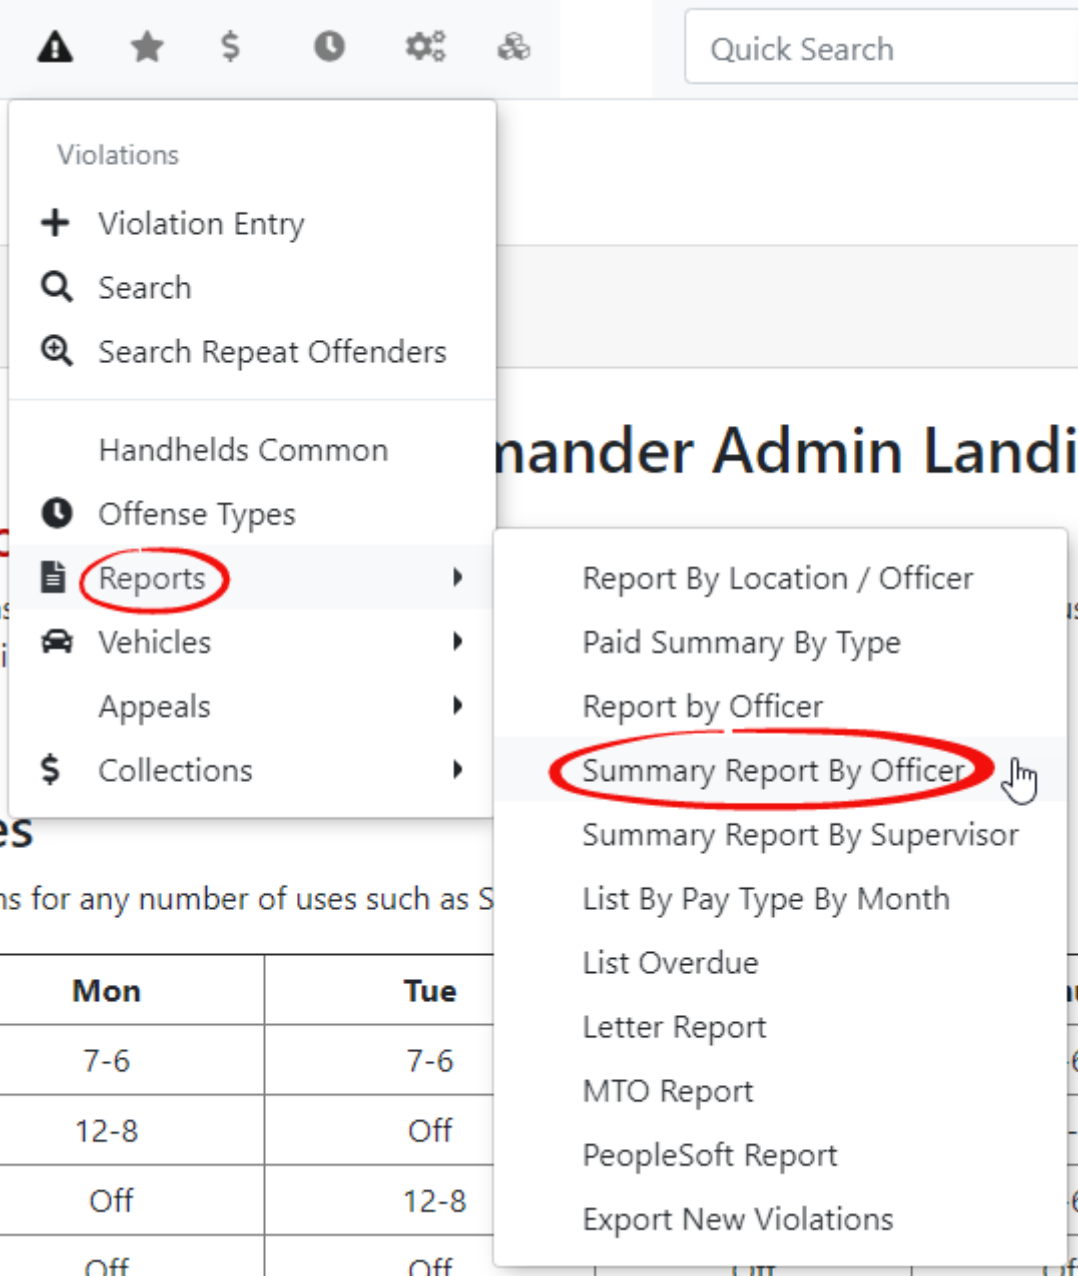 Quick Search
Violations
Violation Entry
Search
Search Repeat Offenders
Handhelds Common
mander Admin Landi
Offense Types
Reports
Report By Location / Officer
Vehicles
Paid Summary By Type
Appeals
Report by Officer
Collections
Summary Report By Officer
es
Summary Report By Supervisor
ns for any number of uses such as S
List By Pay Type By Month
List Overdue
Mon Tue
Letter Report
7-6 7-6
MTO Report
12-8 Off
PeopleSoft Report
Off 12-8
Export New Violations
Off Off Off